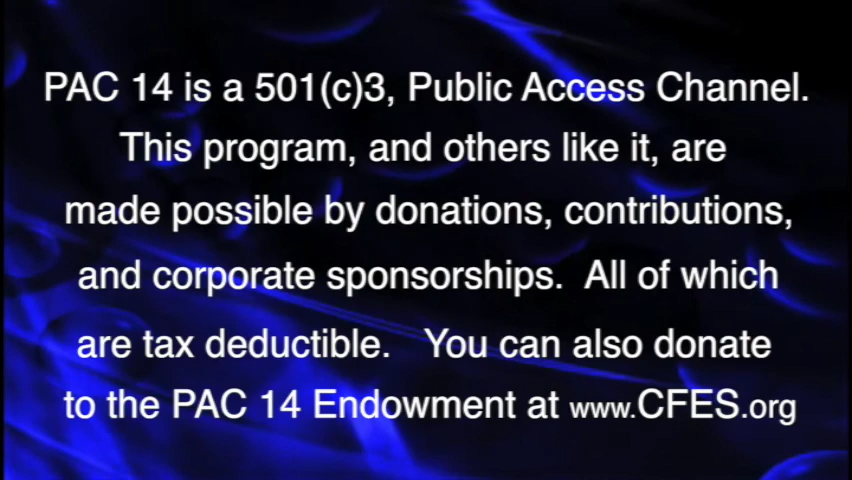 PAC 14 is a 501(c)3, Public Access Channel.
This program, and others like it, are
made possible by donations, contributions,
and corporate sponsorships.  All of which
are tax deductible.   You can also donate
to the PAC 14 Endowment at www.CFES.org